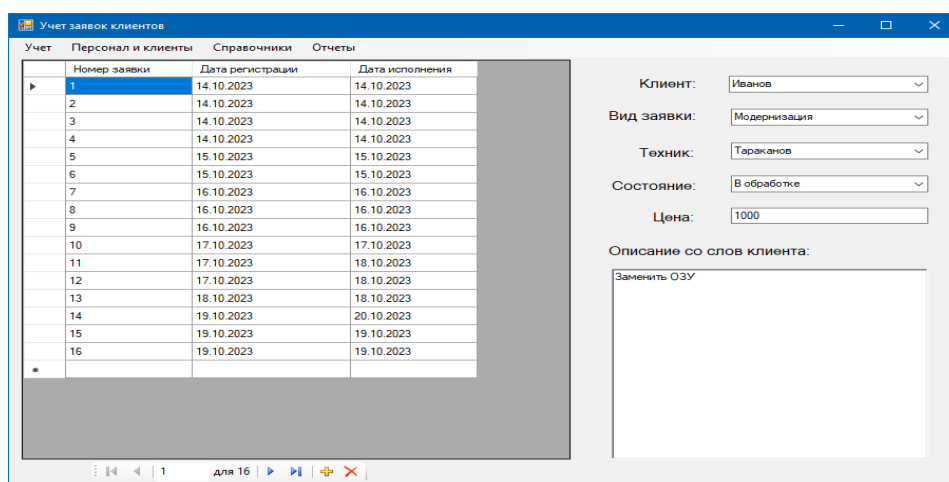 Учет заявок клиентов
Учет Персонал и клиенты Справочники Отчеты
Номер заявки Дата регистрации Дата исполнения
1 14.10.2023 14.10.2023
2 14.10.2023 14.10.2023
3 14.10.2023 14.10.2023
4 14.10.2023 14.10.2023
5 15.10.2023 15.10.2023
6 15.10.2023 15.10.2023
7 16.10.2023 16.10.2023
8 16.10.2023 16.10.2023
9 16.10.2023 16.10.2023
10 17.10.2023 17.10.2023
11 17.10.2023 18.10.2023
12 17.10.2023 18.10.2023
13 18.10.2023 18.10.2023
14 19.10.2023 20.10.2023
15 19.10.2023 19.10.2023
16 19.10.2023 19.10.2023
1 для 16
Клиент: Иванов
Вид заявки: Модернизация
Техник: Тараканов
Состояние: В обработке
Цена: 1000
Описание со слов клиента:
Заменить ОЗУ